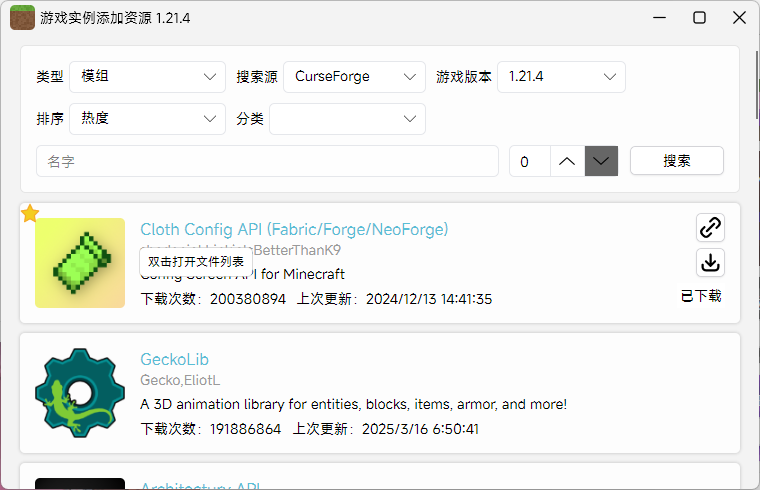 游戏实例添加资源 1.21.4
类型 模组 搜索源 CurseForge 游戏版本 1.21.4
排序 热度 分类
名字 0 搜索
Cloth Config API (Fabric/Forge/NeoForge)
BetterThanK9
双击打开文件列表
Config Screen API for Minecraft
下载次数：200380894 上次更新：2024/12/13 14:41:35
已下载
GeckoLib
Gecko,EliotL
A 3D animation library for entities, blocks, items, armor, and more!
下载次数：191886864 上次更新：2025/3/16 6:50:41
Architectury API